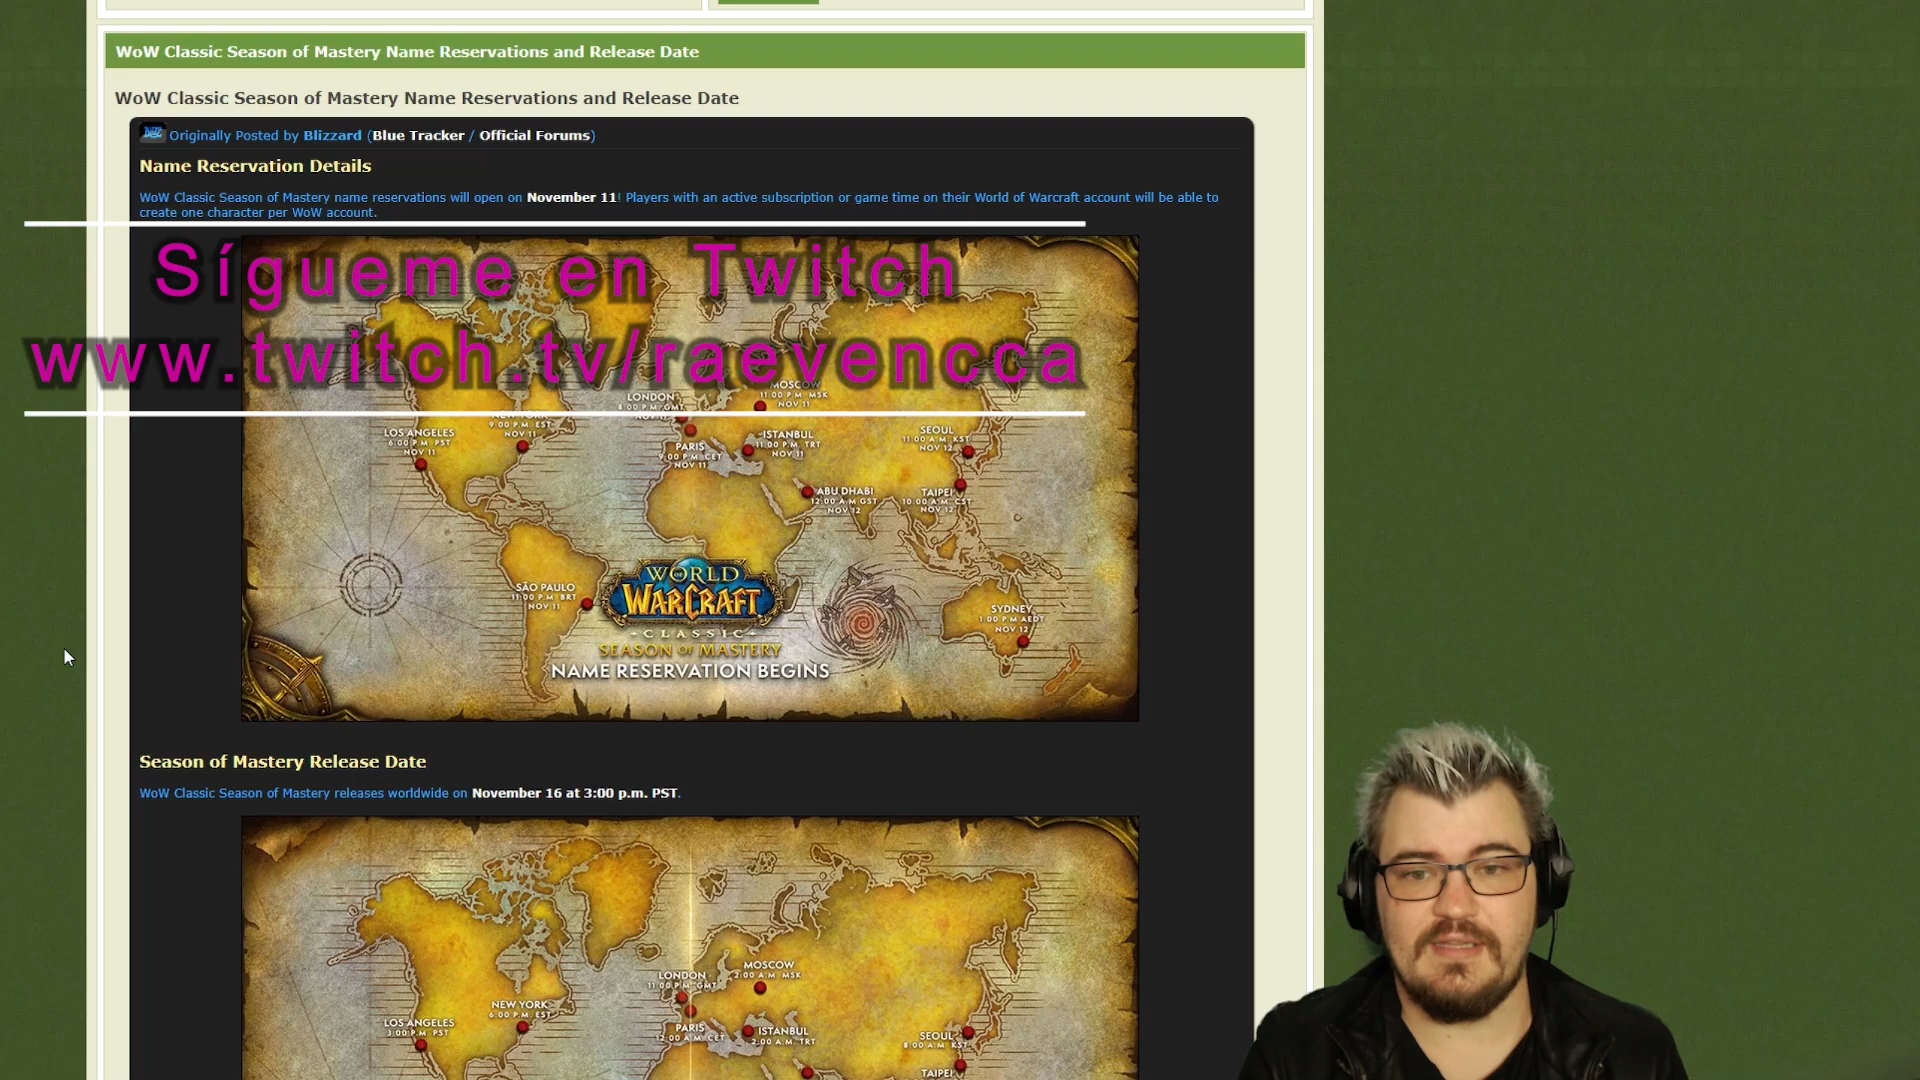 WoW Classic Season of Mastery Name Reservations and Release Date
WoW Classic Season of Mastery Name Reservations and Release Date
Originally Posted by Blizzard (Blue Tracker / Official Forums)
Name Reservation Details
WoW Classic Season of Mastery name reservations will open on November 11! Players with an active subscription or game time on their World of Warcraft account will be able to
create one character per WoW account.
Sígueme en Twitch
www.twitch.tv/raevencca
MOSCOW
11:00 P.M. MSK
NOV 11
LONDON
8:00 P.M. GMT
NOV 11
NEW YORK
9:00 P.M. EST
NOV 11
LOS ANGELES
6:00 P.M. PST
NOV 11
PARIS
9:00 P.M. CET
NOV 11
ISTANBUL
11:00 P.M. TRT
NOV 11
SEOUL
11:00 A.M. KST
NOV 12
ABU DHABI
12:00 A.M GST
NOV 12
TAIPEI
10:00 A.M. CST
NOV 12
SÃO PAULO
11:00 P.M. BRT
NOV 11
SYDNEY
1:00 P.M AEDT
NOV 12
WORLD OF WARCRAFT
CLASSIC
SEASON OF MASTERY
NAME RESERVATION BEGINS
Season of Mastery Release Date
WoW Classic Season of Mastery releases worldwide on November 16 at 3:00 p.m. PST.
MOSCOW
2:00 A.M. MSK
LONDON
11:00 P.M. GMT
NEW YORK
6:00 P.M. EST
LOS ANGELES
3:00 P.M. PST
PARIS
12:00 A.M. CET
ISTANBUL
2:00 A.M. TRT
SEOUL
8:00 A.M. KST
TAIPEI